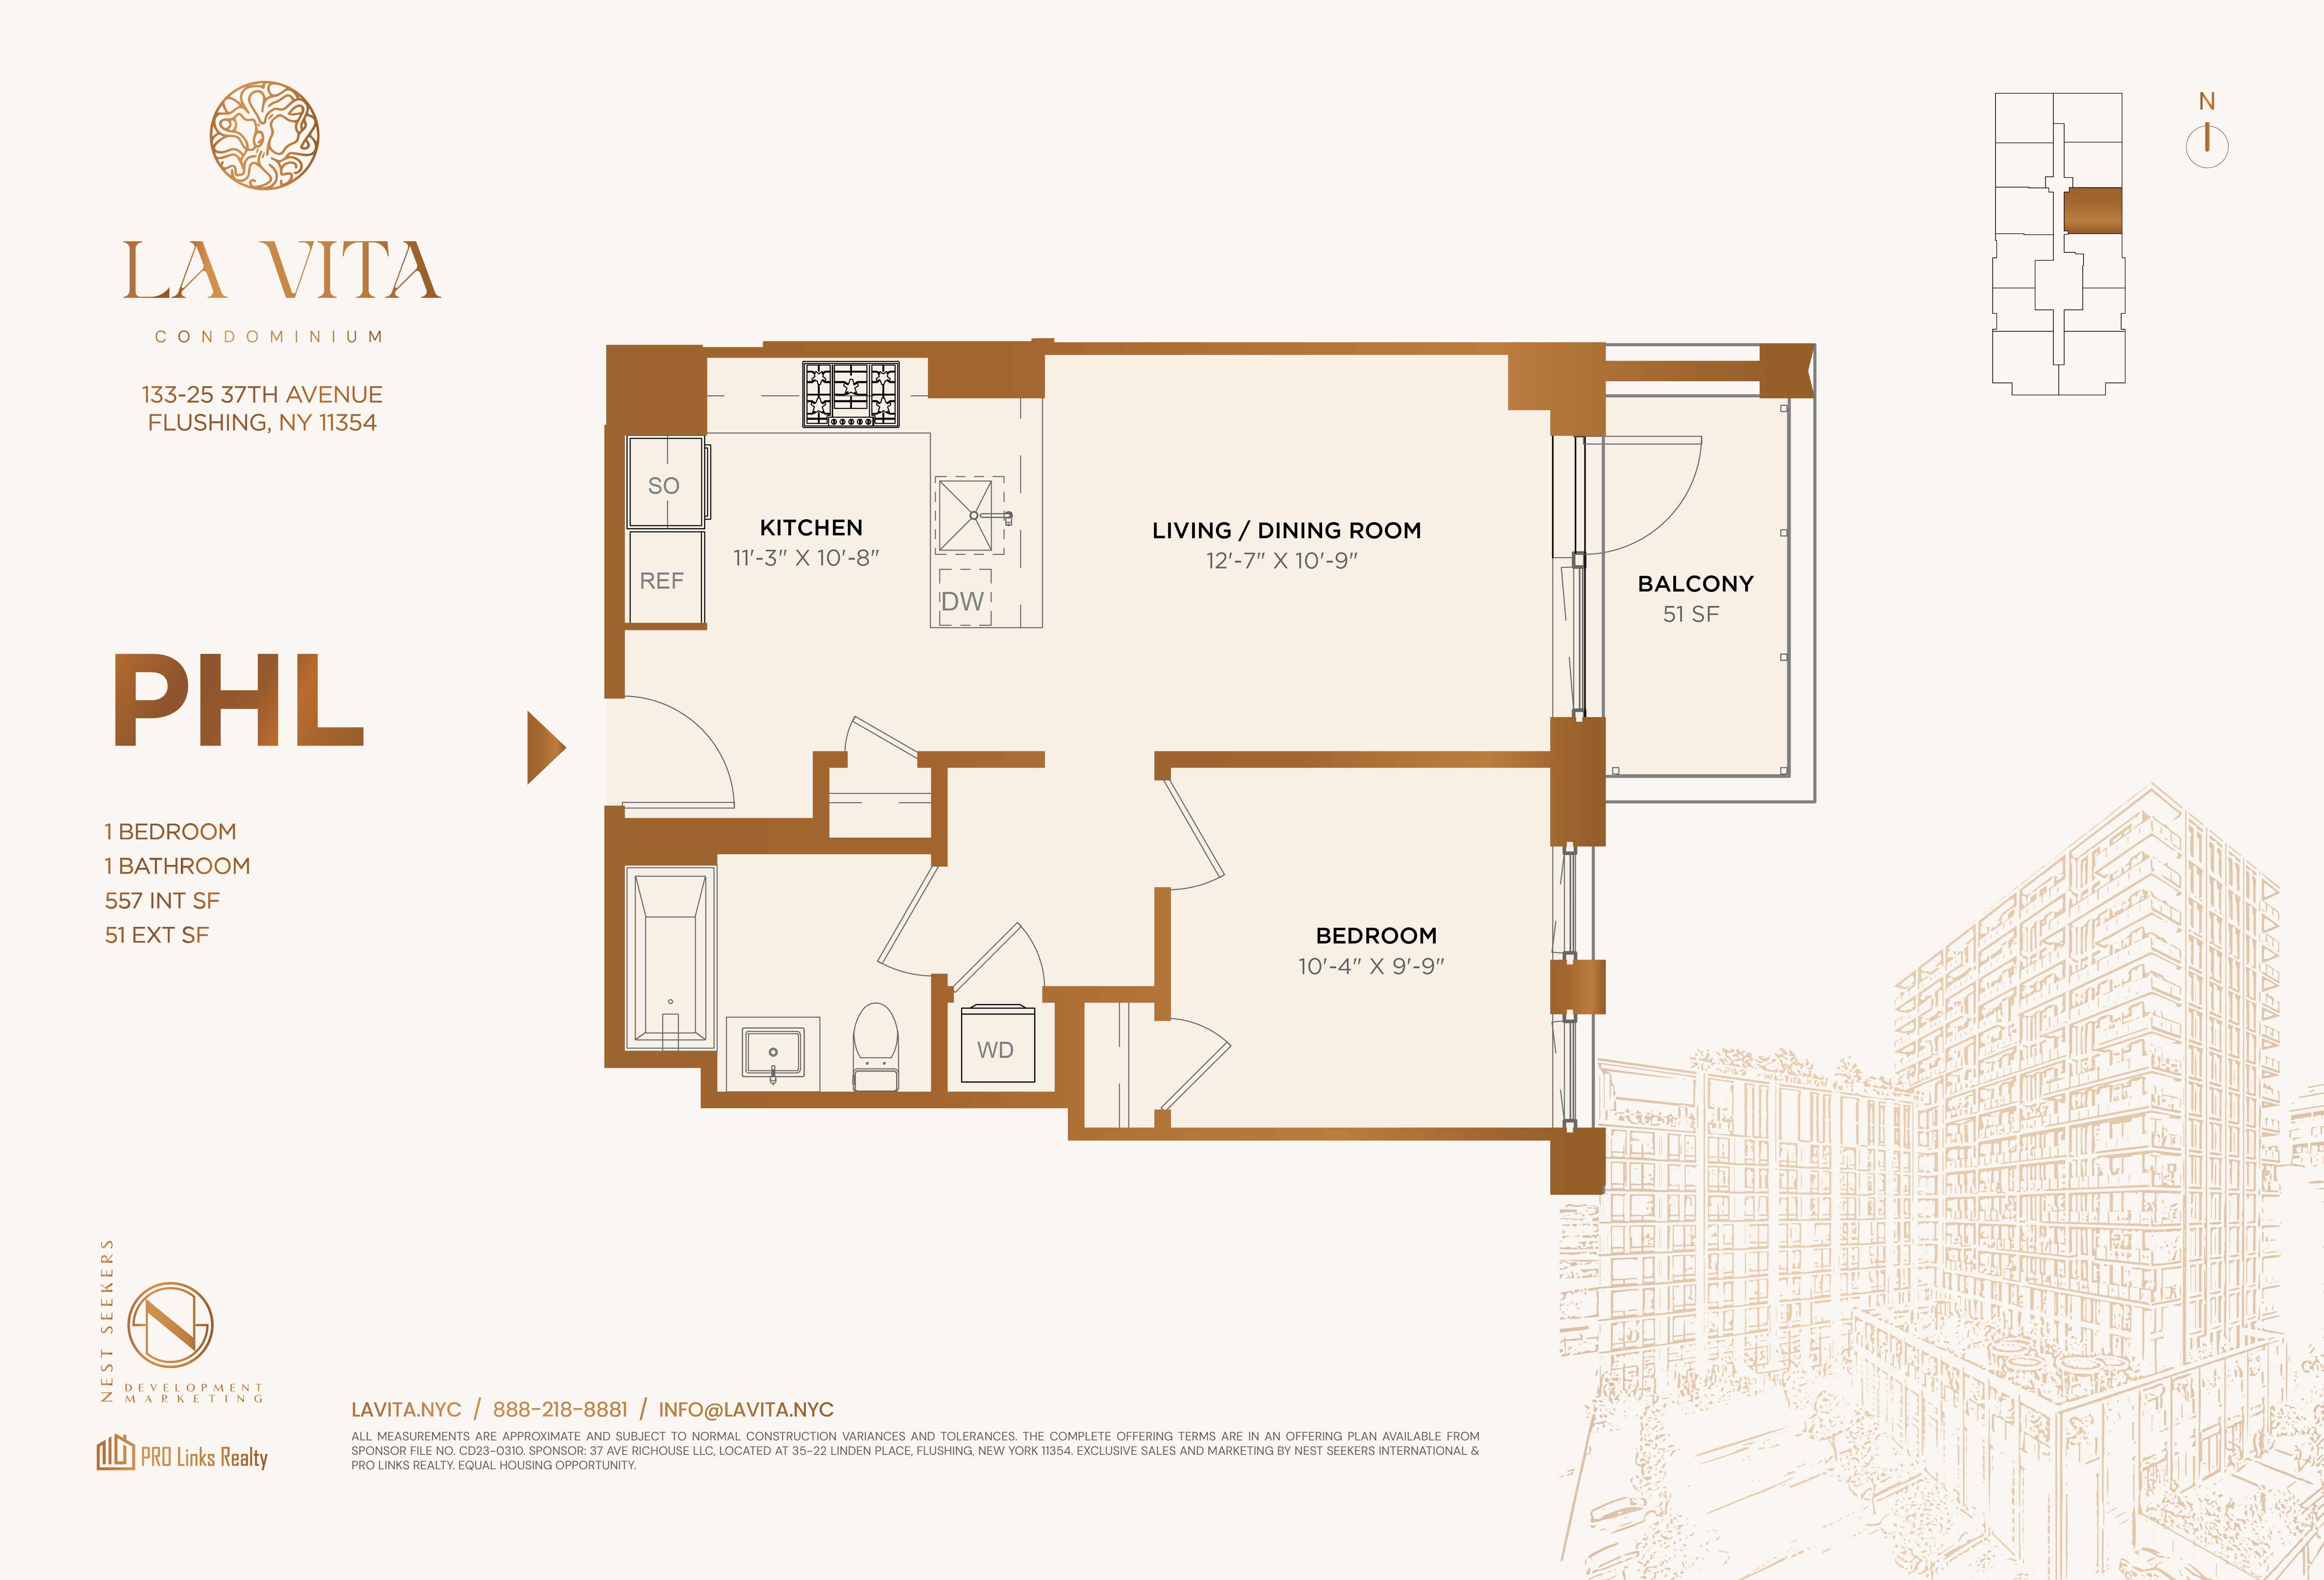 LA VITA
CONDOMINIUM
133-25 37TH AVENUE
FLUSHING, NY 11354
N
PHL
1 BEDROOM
1 BATHROOM
557 INT SF
51 EXT SF
SO
REF
KITCHEN
11'-3" X 10'-8"
DW
LIVING / DINING ROOM
12'-7" X 10'-9"
BALCONY
51 SF
BEDROOM
10'-4" X 9'-9"
WD
NEST SEEKERS
N
DEVELOPMENT
MARKETING
PRO Links Realty
LAVITA.NYC / 888-218-8881 / INFO@LAVITA.NYC
ALL MEASUREMENTS ARE APPROXIMATE AND SUBJECT TO NORMAL CONSTRUCTION VARIANCES AND TOLERANCES. THE COMPLETE OFFERING TERMS ARE IN AN OFFERING PLAN AVAILABLE FROM
SPONSOR FILE NO. CD23-0310. SPONSOR: 37 AVE RICHOUSE LLC, LOCATED AT 35-22 LINDEN PLACE, FLUSHING, NEW YORK 11354. EXCLUSIVE SALES AND MARKETING BY NEST SEEKERS INTERNATIONAL &
PRO LINKS REALTY. EQUAL HOUSING OPPORTUNITY.